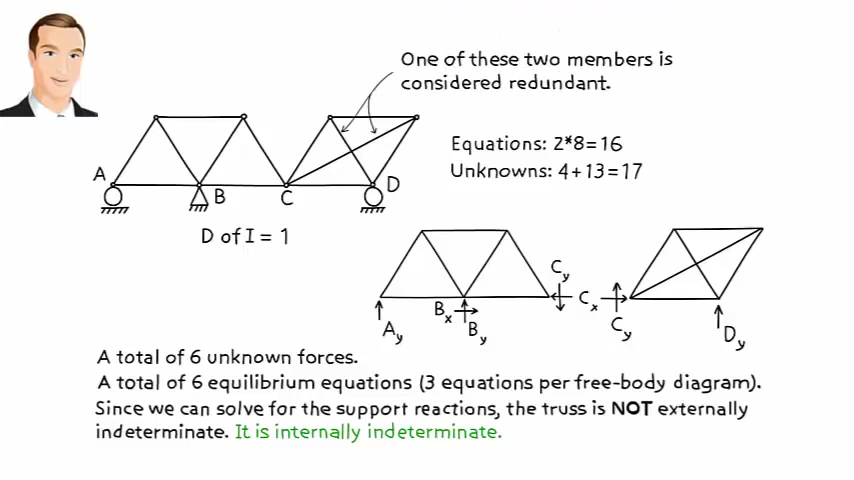 One of these two members is
considered redundant.
Equations: 2*8=16
Unknowns: 4+13=17
A
B
C
D
D of I = 1
Cy
Cx
Cy
Bx
By
Ay
Dy
A total of 6 unknown forces.
A total of 6 equilibrium equations (3 equations per free-body diagram).
Since we can solve for the support reactions, the truss is NOT externally
indeterminate. It is internally indeterminate.